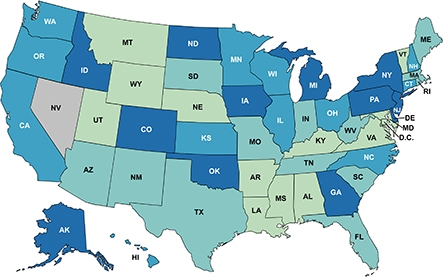 WA
MT
ND
MN
ME
VT
NH
OR
ID
WY
SD
WI
MI
NY
MA
CT
RI
NV
UT
CO
NE
IA
IL
IN
OH
PA
NJ
DE
MD
D.C.
CA
KS
MO
KY
WV
VA
AZ
NM
OK
AR
TN
NC
SC
TX
LA
MS
AL
GA
FL
AK
HI